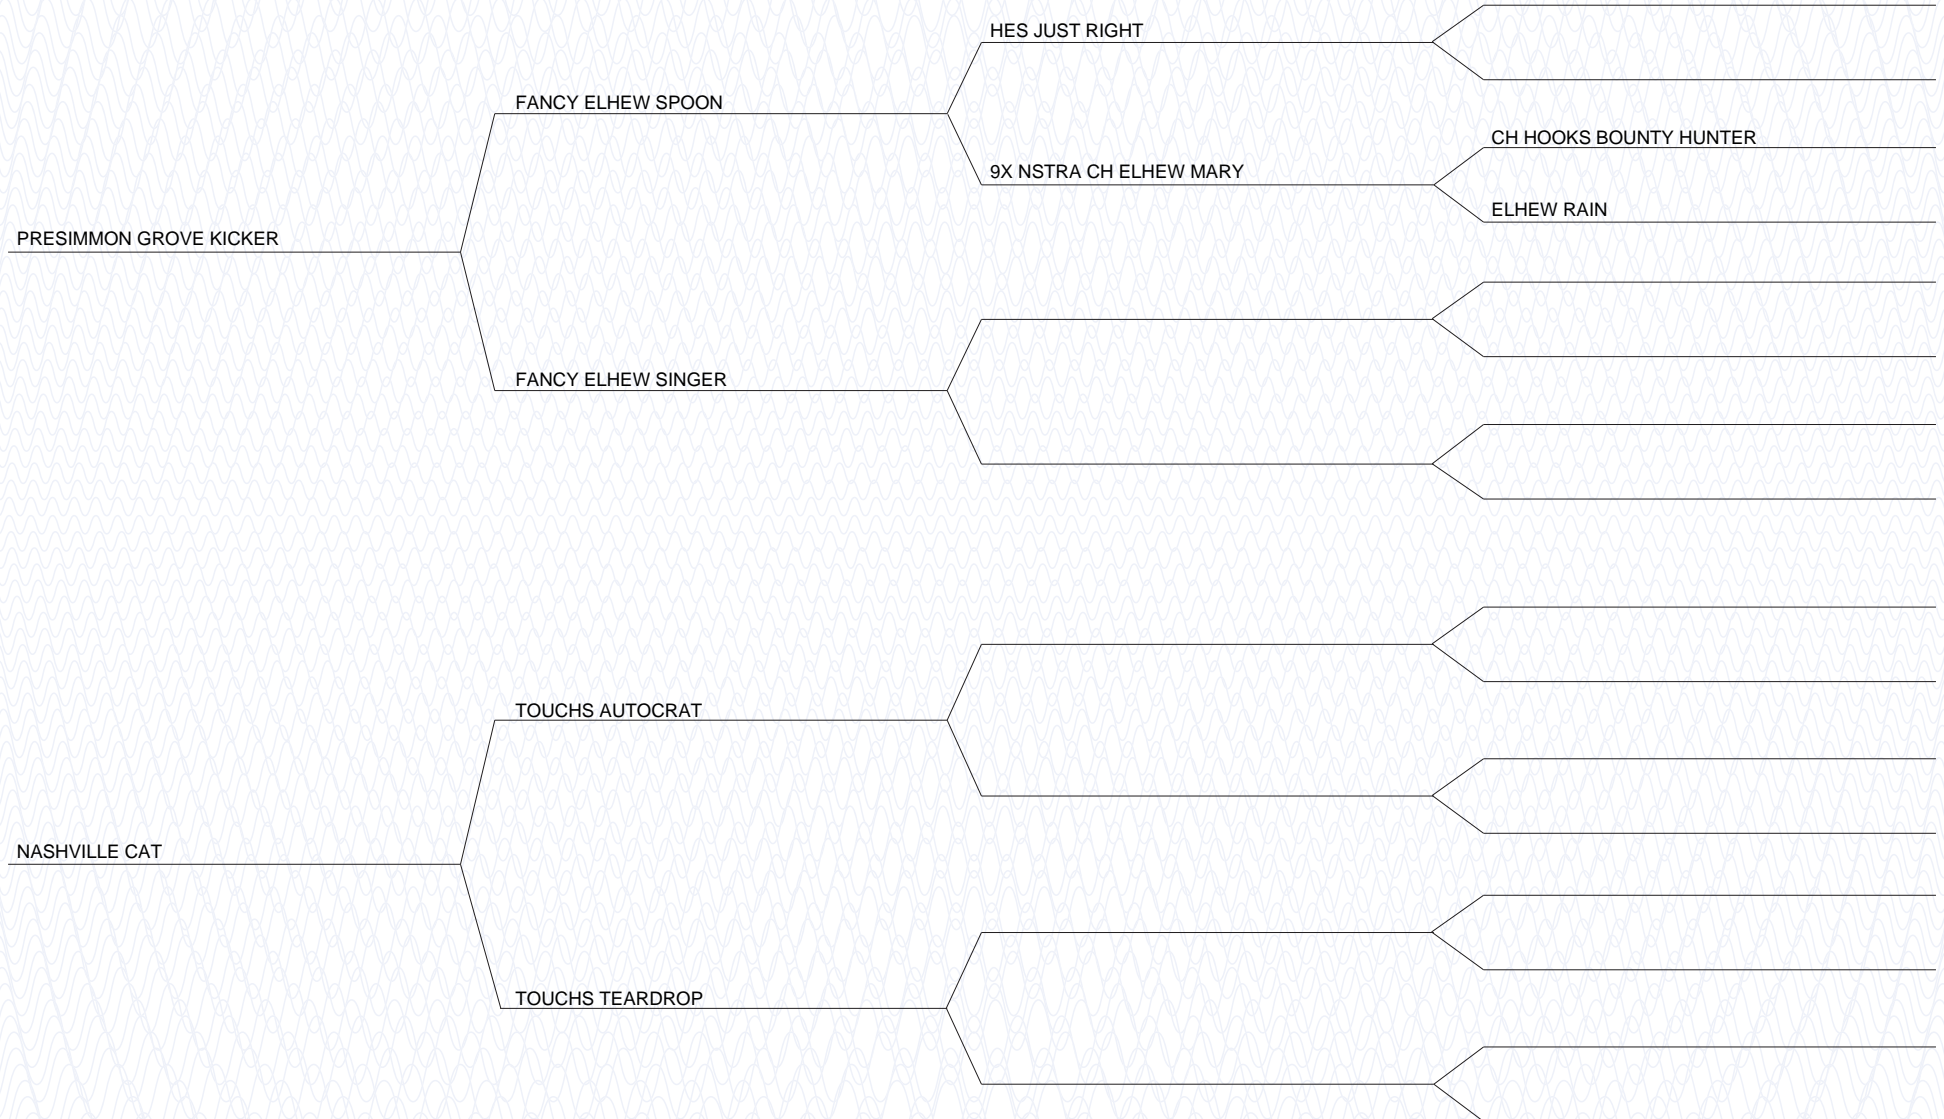 HES JUST RIGHT
FANCY ELHEW SPOON
CH HOOKS BOUNTY HUNTER
9X NSTRA CH ELHEW MARY
ELHEW RAIN
PRESIMMON GROVE KICKER
FANCY ELHEW SINGER
TOUCHS AUTOCRAT
NASHVILLE CAT
TOUCHS TEARDROP